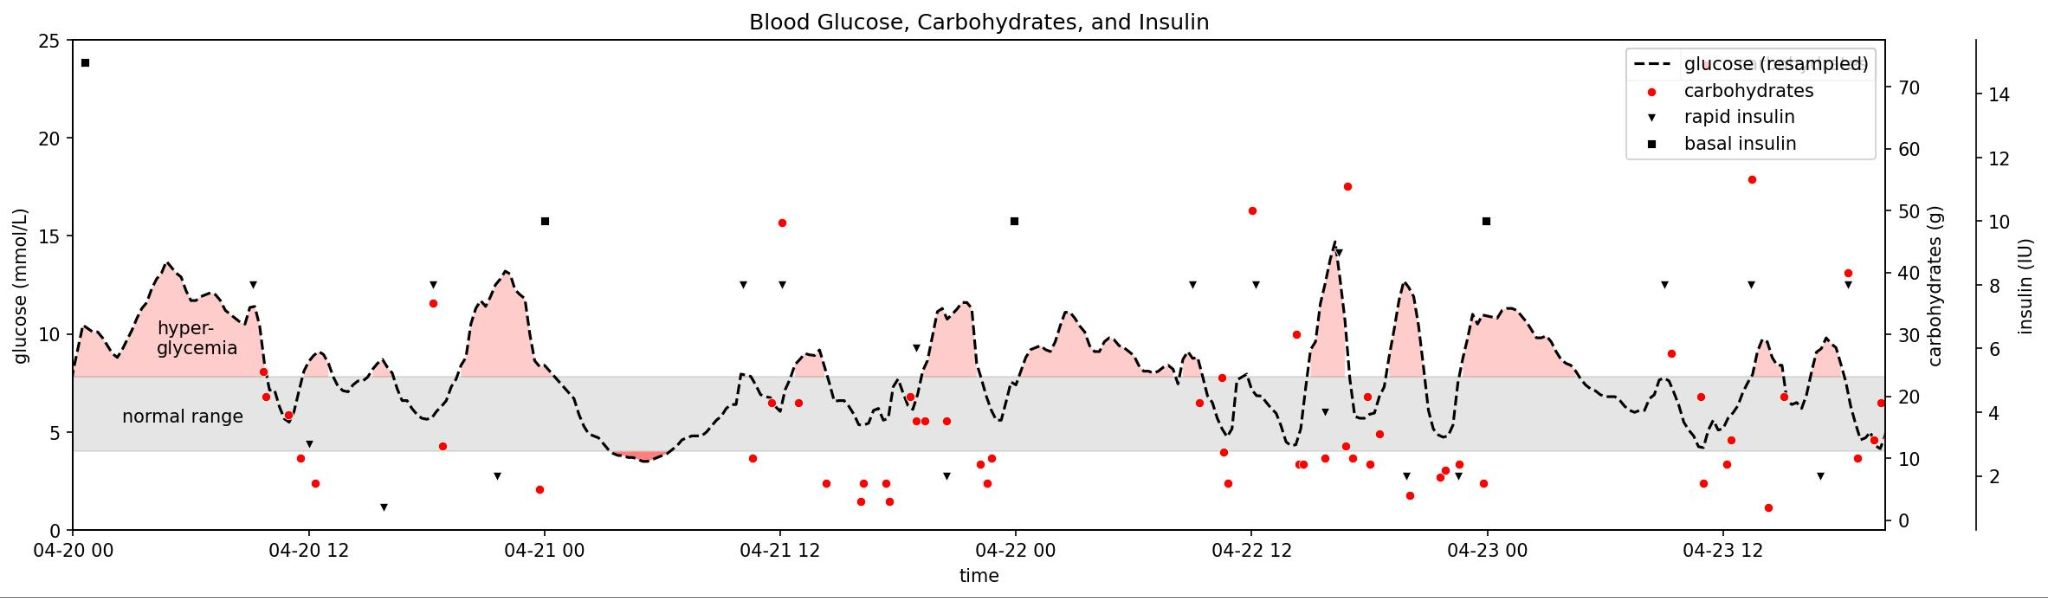 Blood Glucose, Carbohydrates, and Insulin
25
20
15
10
5
0
glucose (mmol/L)
hyper-
glycemia
normal range
glucose (resampled)
carbohydrates
rapid insulin
basal insulin
70
60
50
40
30
20
10
0
carbohydrates (g)
14
12
10
8
6
4
2
insulin (IU)
04-20 00
04-20 12
04-21 00
04-21 12
04-22 00
04-22 12
04-23 00
04-23 12
time